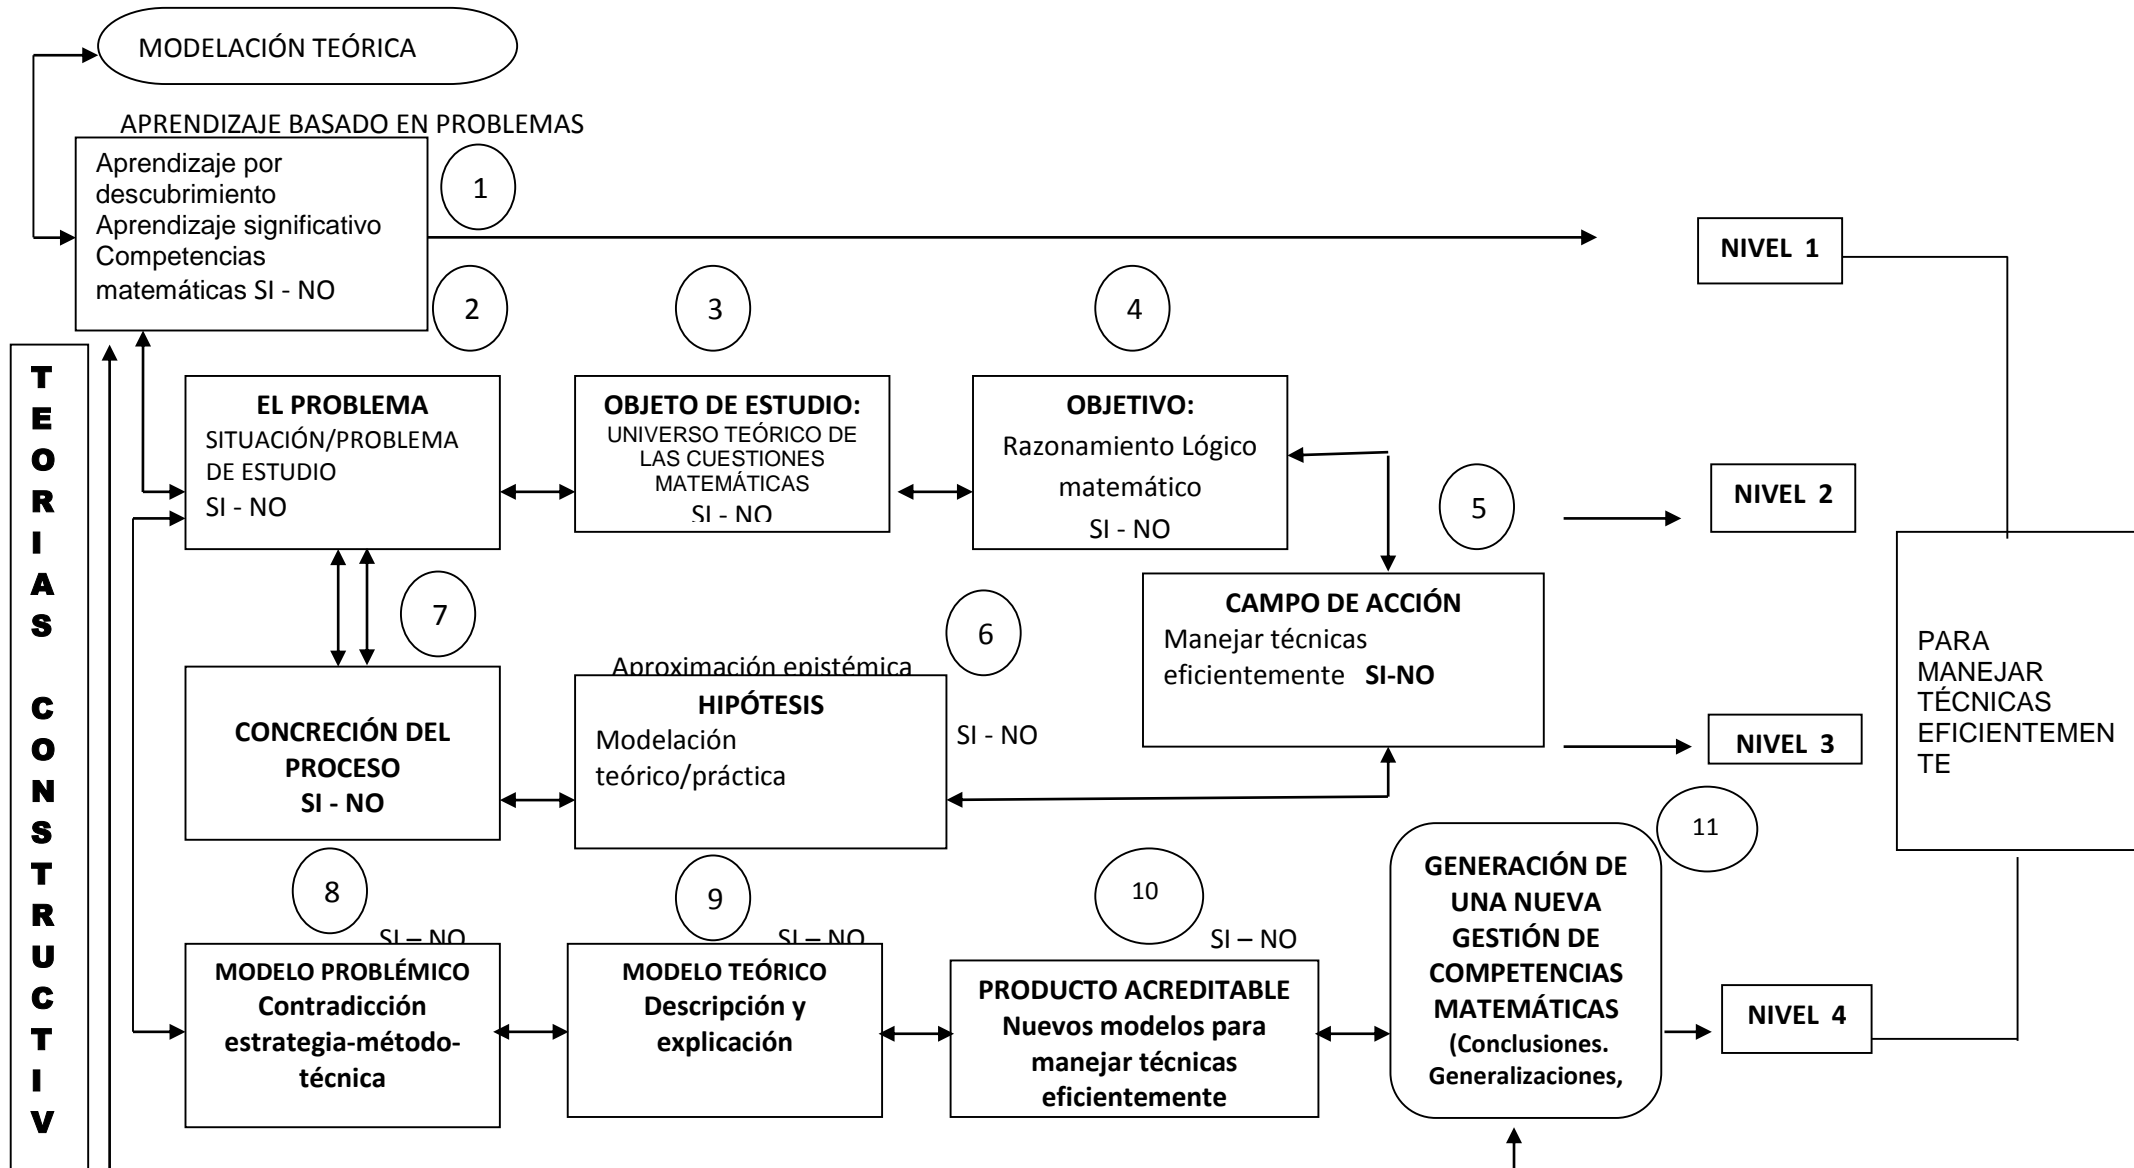 MODELACIÓN TEÓRICA
APRENDIZAJE BASADO EN PROBLEMAS
Aprendizaje por
descubrimiento
Aprendizaje significativo
Competencias
matemáticas SI - NO
1
NIVEL 1
2
3
4
TEORIAS CONSTRUCTIV
EL PROBLEMA
SITUACIÓN/PROBLEMA
DE ESTUDIO
SI - NO
OBJETO DE ESTUDIO:
UNIVERSO TEÓRICO DE
LAS CUESTIONES
MATEMÁTICAS
SI - NO
OBJETIVO:
Razonamiento Lógico
matemático
SI - NO
5
NIVEL 2
7
6
CAMPO DE ACCIÓN
Manejar técnicas
eficientemente SI-NO
CONCRECIÓN DEL
PROCESO
SI - NO
Aproximación epistémica
HIPÓTESIS
Modelación
teórico/práctica
SI - NO
NIVEL 3
PARA
MANEJAR
TÉCNICAS
EFICIENTEMEN
TE
8
9
10
11
SI – NO
MODELO PROBLÉMICO
Contradicción
estrategia-método-
técnica
SI – NO
MODELO TEÓRICO
Descripción y
explicación
SI – NO
PRODUCTO ACREDITABLE
Nuevos modelos para
manejar técnicas
eficientemente
GENERACIÓN DE
UNA NUEVA
GESTIÓN DE
COMPETENCIAS
MATEMÁTICAS
(Conclusiones.
Generalizaciones,
NIVEL 4